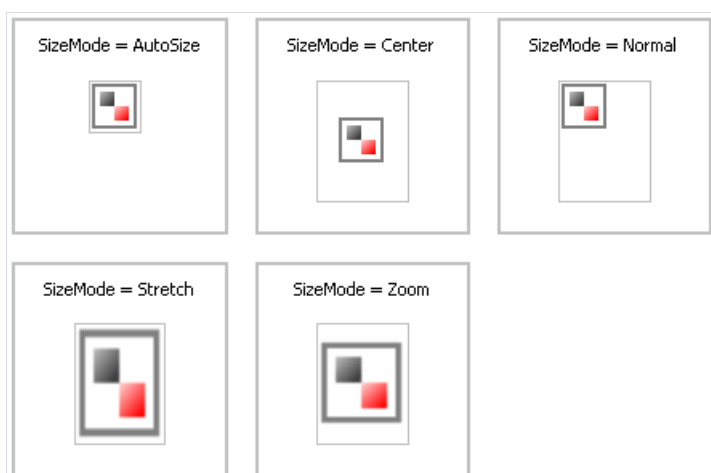 SizeMode = AutoSize
SizeMode = Center
SizeMode = Normal
SizeMode = Stretch
SizeMode = Zoom